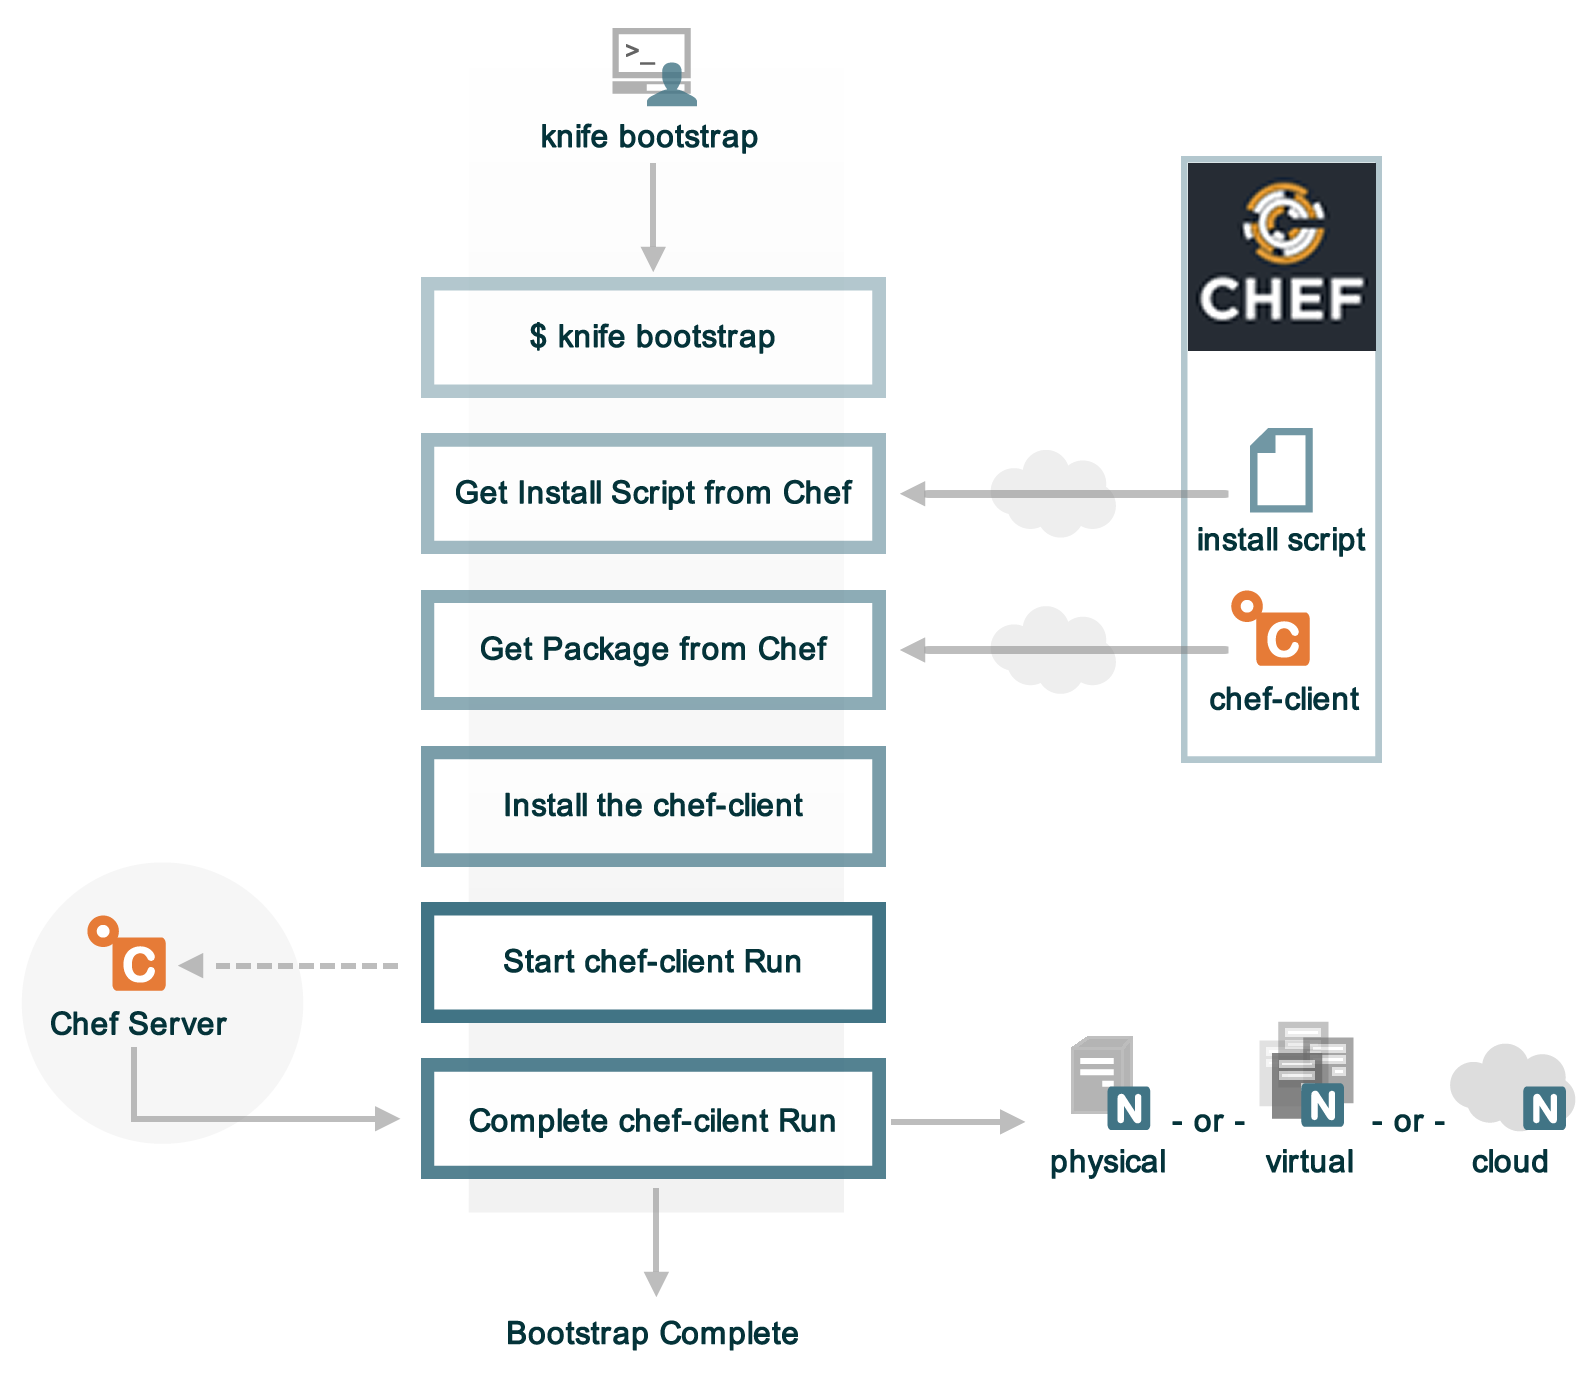 >_
knife bootstrap
CHEF
$ knife bootstrap
Get Install Script from Chef
install script
Get Package from Chef
C
chef-client
Install the chef-client
Start chef-client Run
C
Chef Server
Complete chef-cilent Run
N
physical
- or -
N
virtual
- or -
N
cloud
Bootstrap Complete